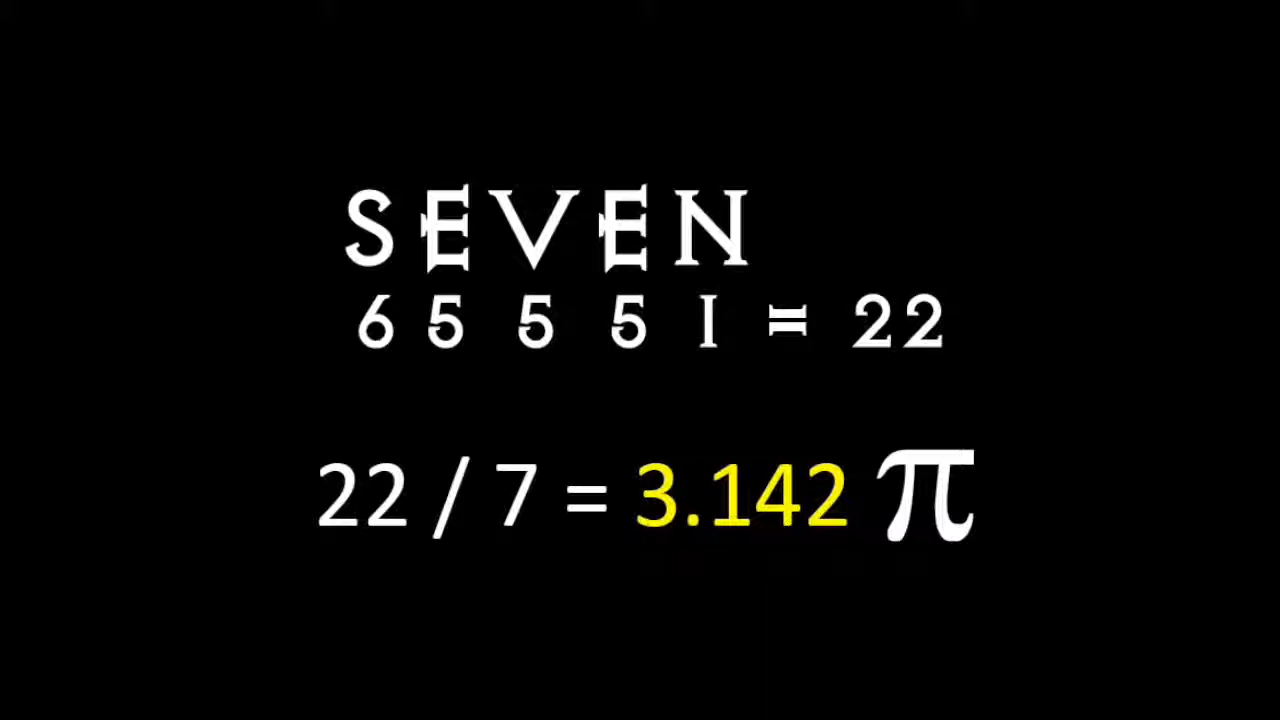 SEVEN
6 5 5 5 I = 22
22 / 7 = 3.142 π